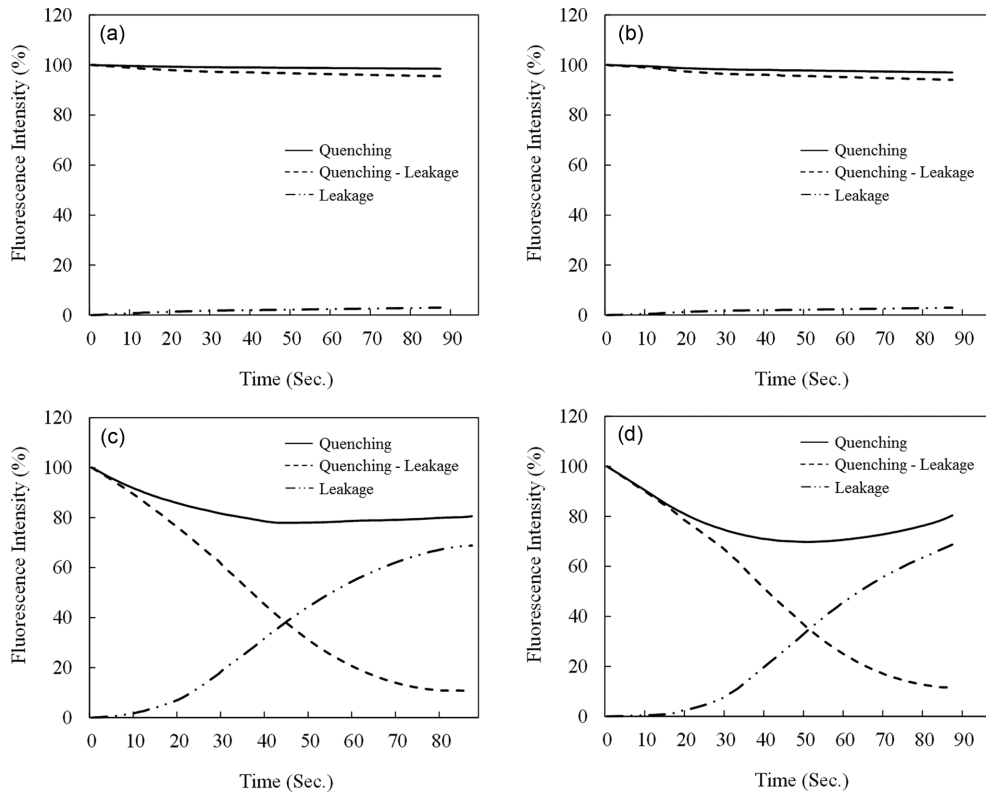 (a)
120
100
80
60
40
20
0
Fluorescence Intensity (%)
Quenching
Quenching - Leakage
Leakage
0 10 20 30 40 50 60 70 80 90
Time (Sec.)
(b)
120
100
80
60
40
20
0
Fluorescence Intensity (%)
Quenching
Quenching - Leakage
Leakage
0 10 20 30 40 50 60 70 80 90
Time (Sec.)
(c)
120
100
80
60
40
20
0
Fluorescence Intensity (%)
Quenching
Quenching - Leakage
Leakage
0 10 20 30 40 50 60 70 80
Time (Sec.)
(d)
120
100
80
60
40
20
0
Fluorescence Intensity (%)
Quenching
Quenching - Leakage
Leakage
0 10 20 30 40 50 60 70 80 90
Time (Sec.)